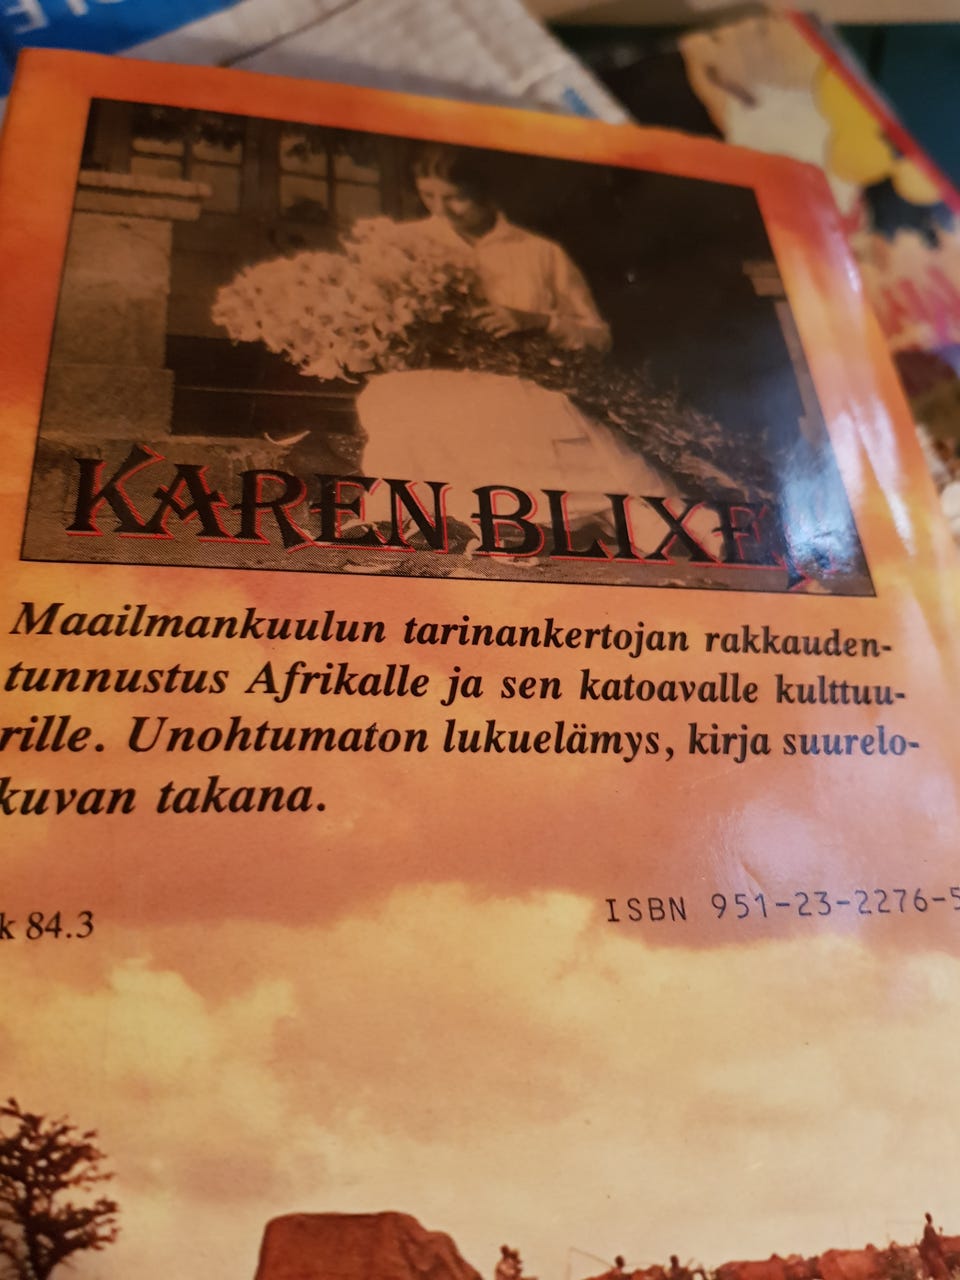 KAREN BLIXEN
Maailmankuulun tarinankertojan rakkauden-
tunnustus Afrikalle ja sen katoavalle kulttuu-
rille. Unohtumaton lukuelämys, kirja suurelo-
kuvan takana.
k 84.3
ISBN 951-23-2276-5